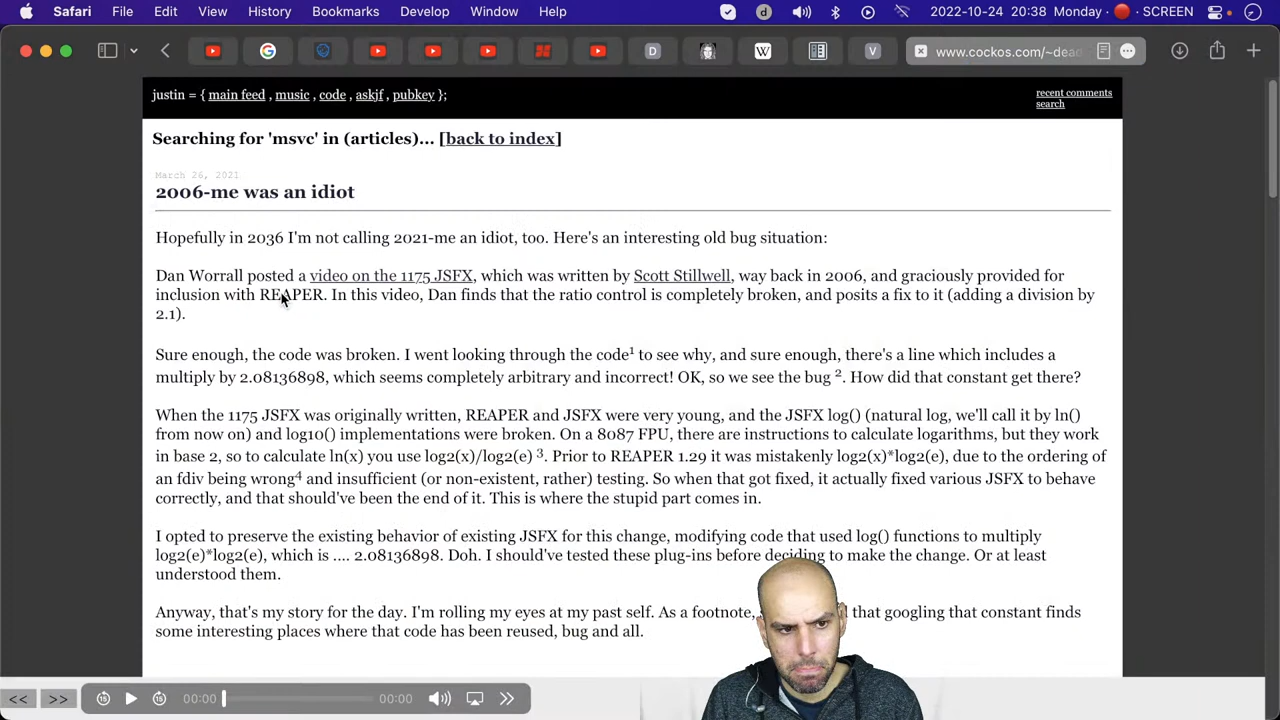 Safari File Edit View History Bookmarks Develop Window Help 2022-10-24 20:38 Monday SCREEN
www.cockos.com/~dead
justin = { main feed , music , code , askjf , pubkey };
recent comments
search
Searching for 'msvc' in (articles)... [back to index]
March 26, 2021
2006-me was an idiot
Hopefully in 2036 I'm not calling 2021-me an idiot, too. Here's an interesting old bug situation:
Dan Worrall posted a video on the 1175 JSFX, which was written by Scott Stillwell, way back in 2006, and graciously provided for
inclusion with REAPER. In this video, Dan finds that the ratio control is completely broken, and posits a fix to it (adding a division by
2.1).
Sure enough, the code was broken. I went looking through the code1 to see why, and sure enough, there's a line which includes a
multiply by 2.08136898, which seems completely arbitrary and incorrect! OK, so we see the bug 2. How did that constant get there?
When the 1175 JSFX was originally written, REAPER and JSFX were very young, and the JSFX log() (natural log, we'll call it by ln()
from now on) and log10() implementations were broken. On a 8087 FPU, there are instructions to calculate logarithms, but they work
in base 2, so to calculate ln(x) you use log2(x)/log2(e) 3. Prior to REAPER 1.29 it was mistakenly log2(x)*log2(e), due to the ordering of
an fdiv being wrong4 and insufficient (or non-existent, rather) testing. So when that got fixed, it actually fixed various JSFX to behave
correctly, and that should've been the end of it. This is where the stupid part comes in.
I opted to preserve the existing behavior of existing JSFX for this change, modifying code that used log() functions to multiply
log2(e)*log2(e), which is .... 2.08136898. Doh. I should've tested these plug-ins before deciding to make the change. Or at least
understood them.
Anyway, that's my story for the day. I'm rolling my eyes at my past self. As a footnote, that googling that constant finds
some interesting places where that code has been reused, bug and all.
<< >> 15 15 00:00 00:00